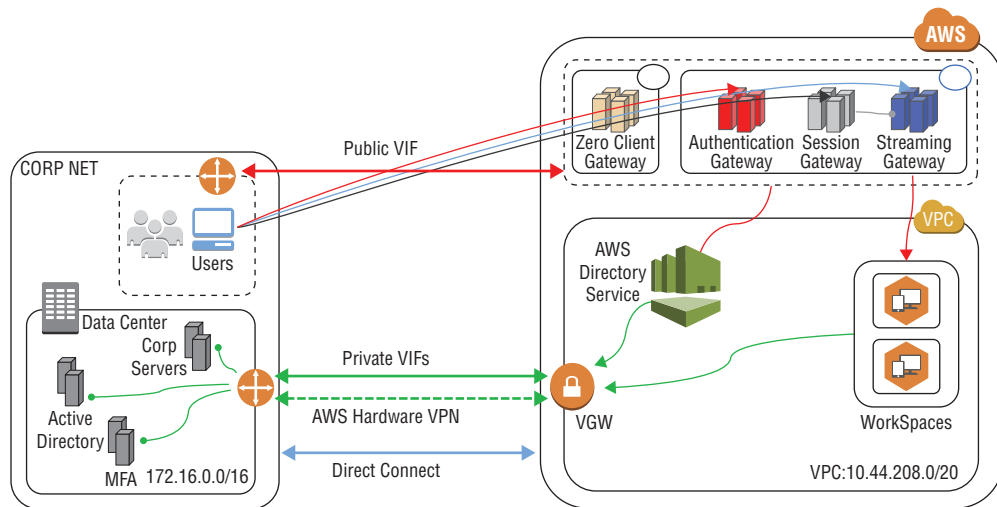 AWS
Zero Client
Gateway
Authentication
Gateway
Session
Gateway
Streaming
Gateway
Public VIF
CORP NET
Users
VPC
AWS
Directory
Service
Data Center
Corp
Servers
Private VIFs
Active
Directory
AWS Hardware VPN
VGW
WorkSpaces
MFA
172.16.0.0/16
Direct Connect
VPC:10.44.208.0/20